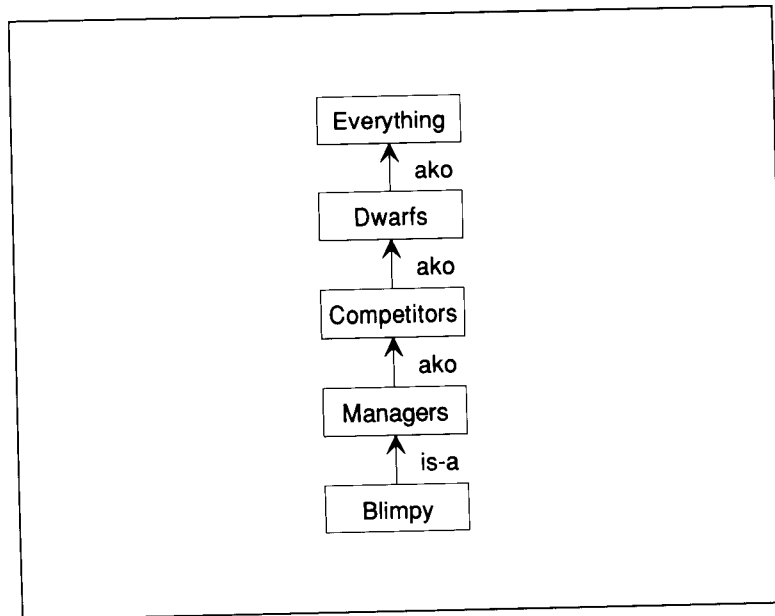 Everything
ako
Dwarfs
ako
Competitors
ako
Managers
is-a
Blimpy